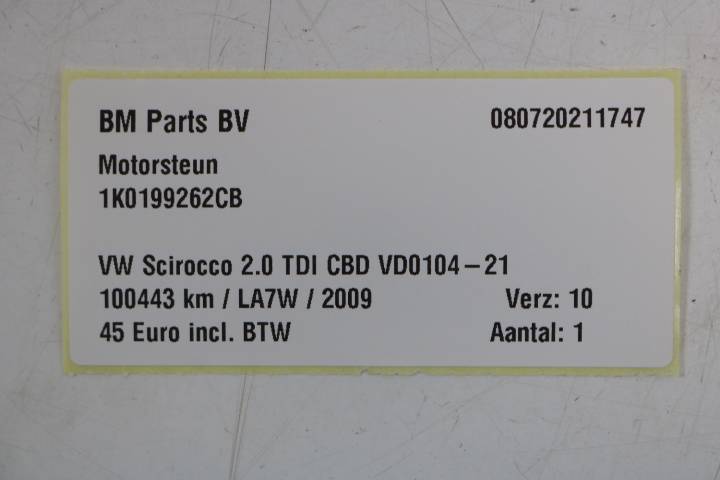 BM Parts BV 080720211747
Motorsteun
1K0199262CB
VW Scirocco 2.0 TDI CBD VD0104-21
100443 km / LA7W / 2009 Verz: 10
45 Euro incl. BTW Aantal: 1